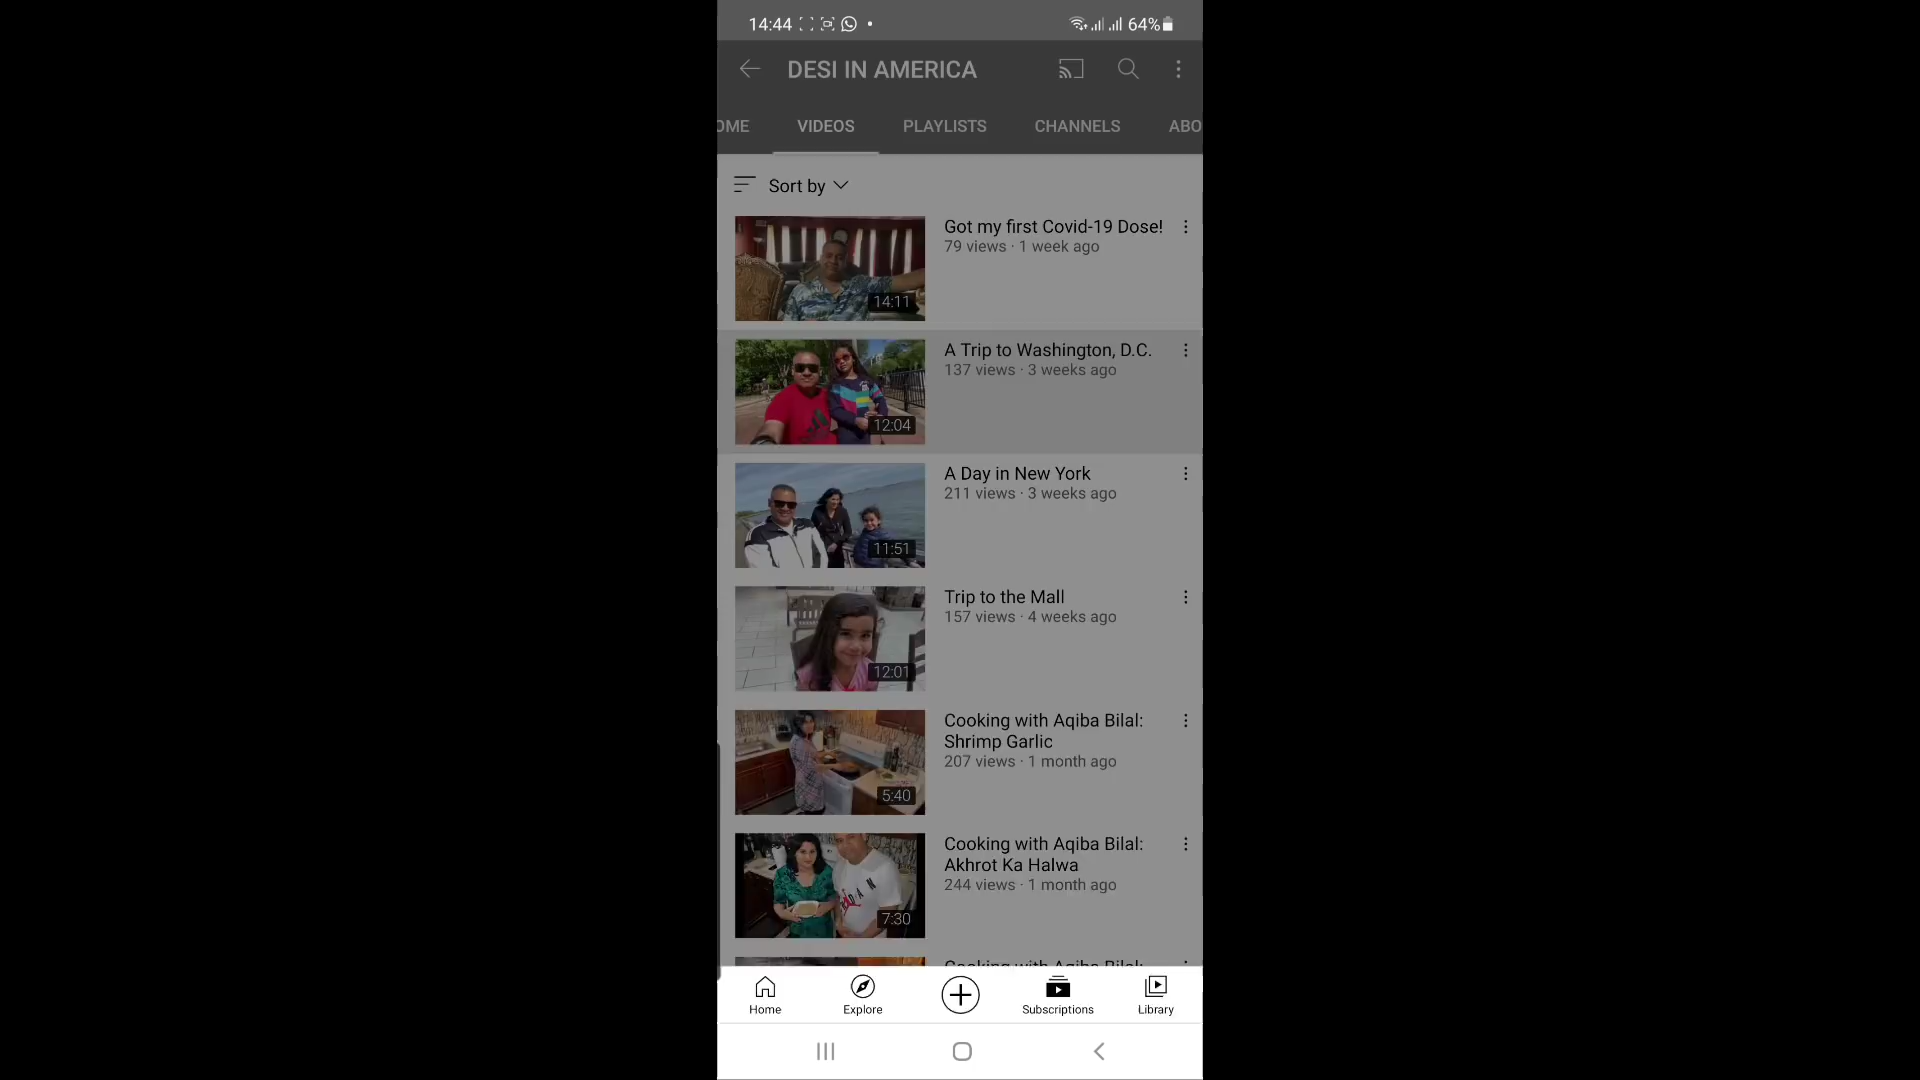 14:44 64%
DESI IN AMERICA
OME VIDEOS PLAYLISTS CHANNELS ABO
Sort by
Got my first Covid-19 Dose!
79 views · 1 week ago
14:11
A Trip to Washington, D.C.
137 views · 3 weeks ago
12:04
A Day in New York
211 views · 3 weeks ago
11:51
Trip to the Mall
157 views · 4 weeks ago
12:01
Cooking with Aqiba Bilal:
Shrimp Garlic
207 views · 1 month ago
5:40
Cooking with Aqiba Bilal:
Akhrot Ka Halwa
244 views · 1 month ago
7:30
Cooking with Aqiba Bilal:
Home Explore Subscriptions Library